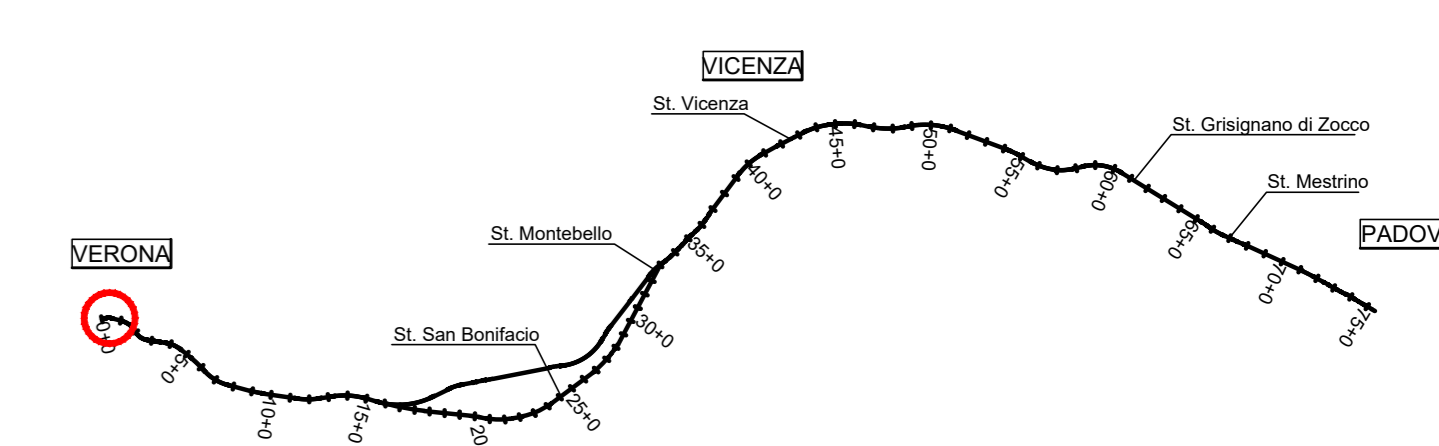 VICENZA
St. Vicenza
St. Grisignano di Zocco
St. Mestrino
PADOV
St. Montebello
VERONA
St. San Bonifacio
0+0
5+0
10+0
15+0
20
25+0
30+0
35+0
40+0
45+0
50+0
55+0
60+0
65+0
70+0
75+0